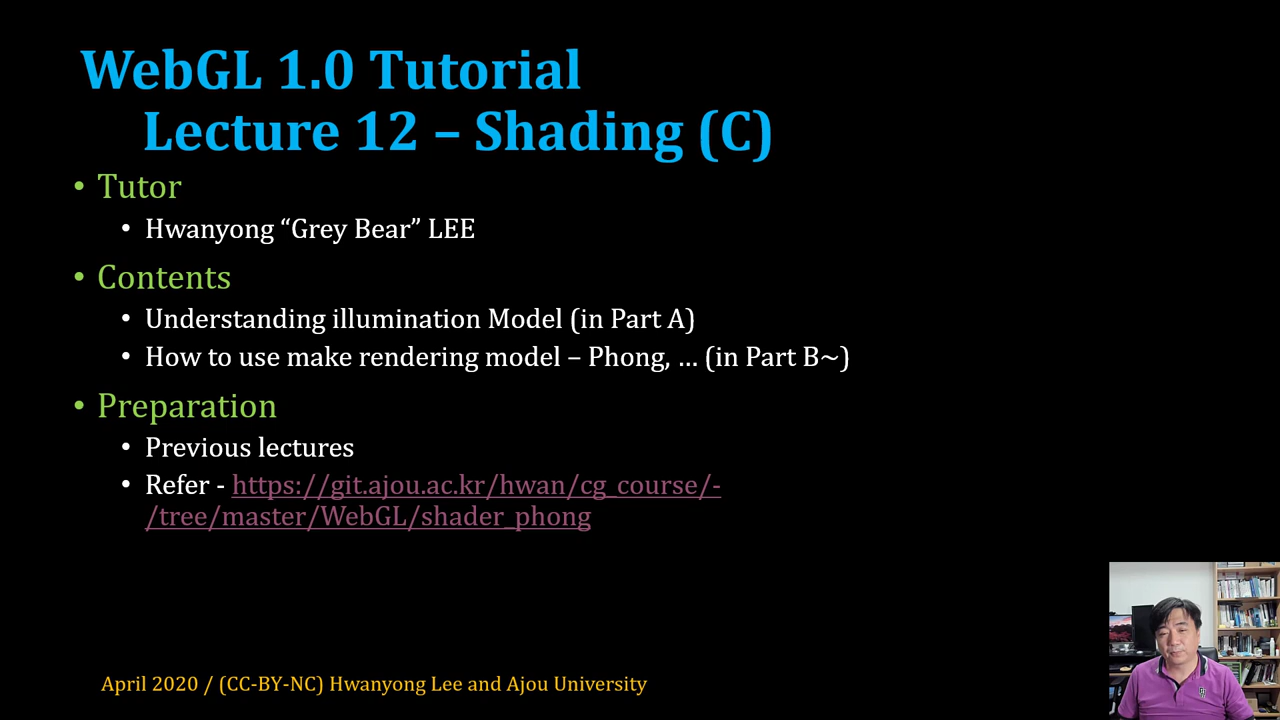 WebGL 1.0 Tutorial
Lecture 12 – Shading (C)
• Tutor
• Hwanyong “Grey Bear” LEE
• Contents
• Understanding illumination Model (in Part A)
• How to use make rendering model – Phong, … (in Part B~)
• Preparation
• Previous lectures
• Refer - https://git.ajou.ac.kr/hwan/cg_course/-
/tree/master/WebGL/shader_phong
April 2020 / (CC-BY-NC) Hwanyong Lee and Ajou University